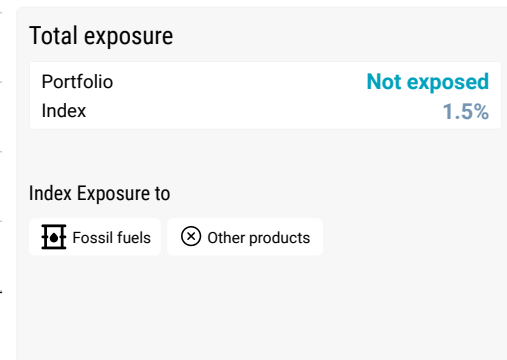 Total exposure
Portfolio Not exposed
Index 1.5%
Index Exposure to
Fossil fuels Other products